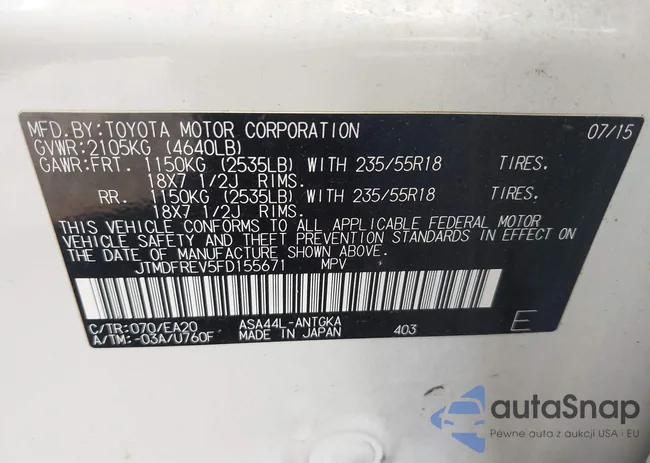 MFD.BY:TOYOTA MOTOR CORPORATION 07/15
GVWR:2105KG (4640LB)
GAWR:FRT. 1150KG (2535LB) WITH 235/55R18 TIRES.
18X7 1/2J RIMS.
RR. 1150KG (2535LB) WITH 235/55R18 TIRES.
18X7 1/2J RIMS.
THIS VEHICLE CONFORMS TO ALL APPLICABLE FEDERAL MOTOR
VEHICLE SAFETY AND THEFT PREVENTION STANDARDS IN EFFECT ON
THE DATE OF MANUFACTURE SHOWN ABOVE.
JTMDFREV5FD155671 MPV
C/TR:070/EA20 ASA44L-ANTGKA
A/TM:-03A/U760F MADE IN JAPAN 403 E
autaSnap
Pewne auta z aukcji USA i EU